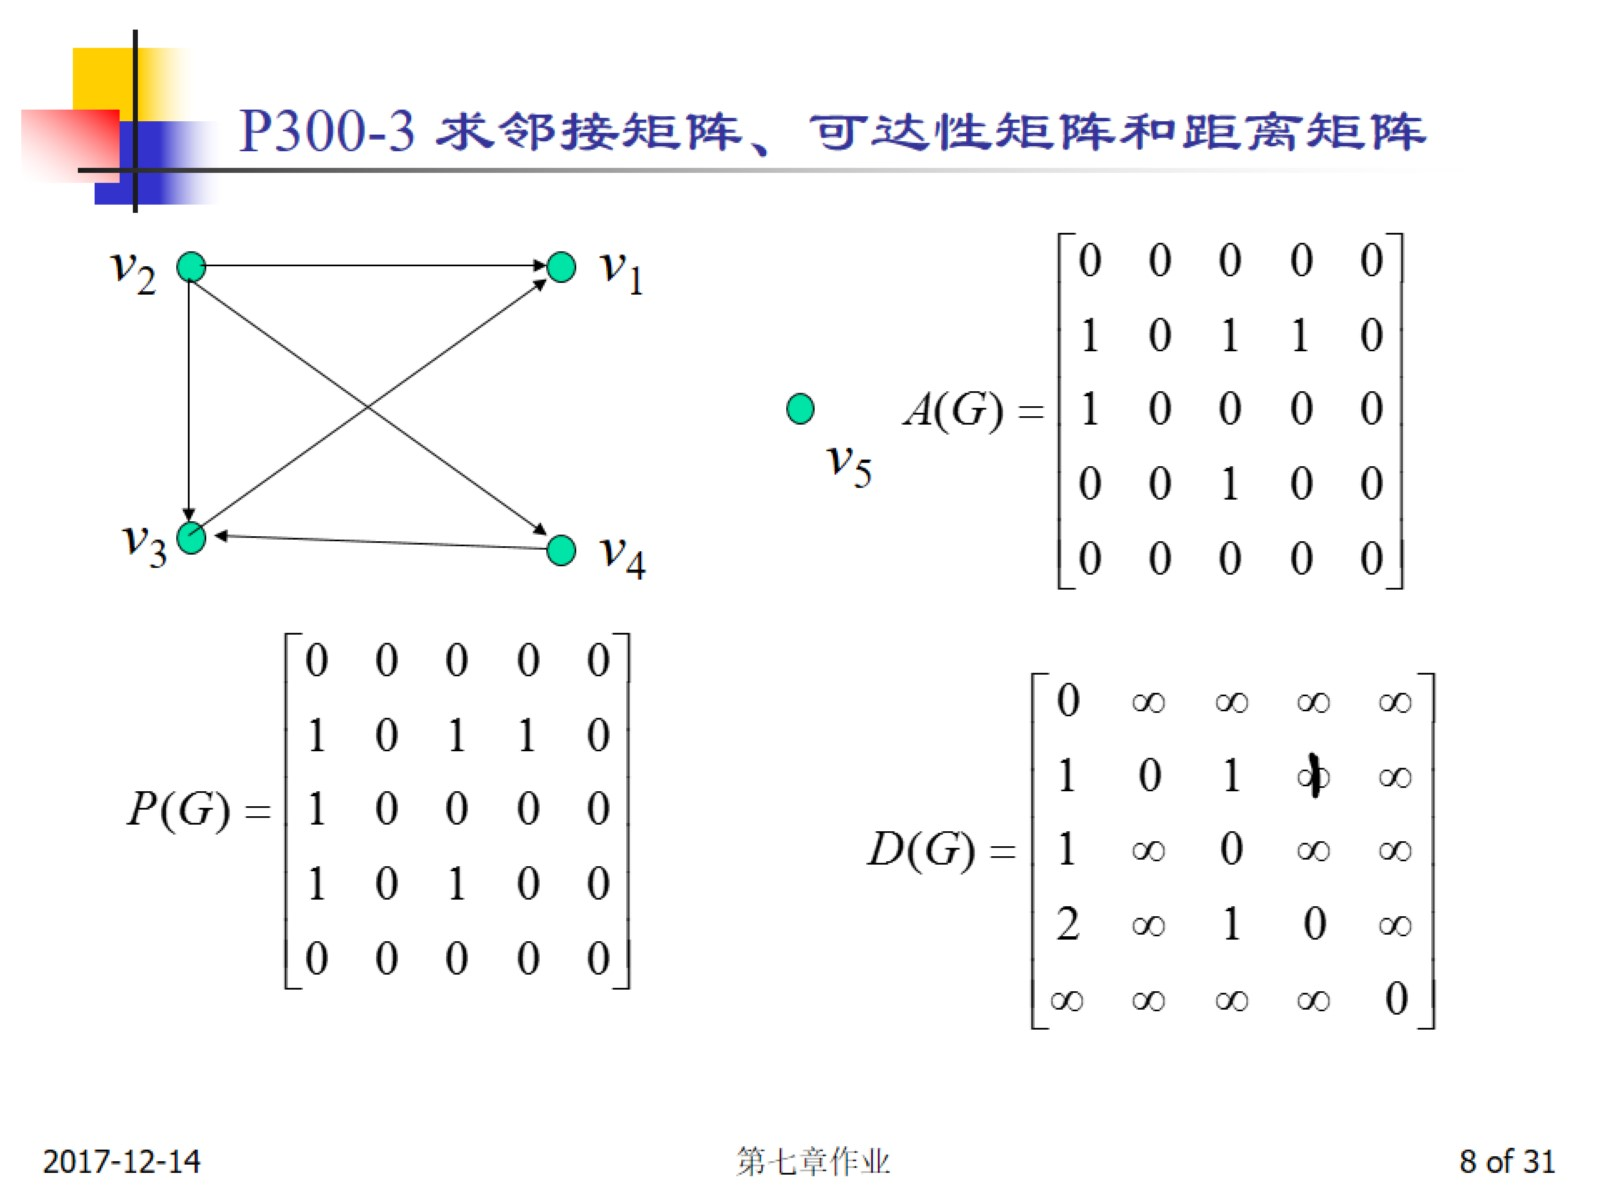 P300-3 求邻接矩阵、可达性矩阵和距离矩阵
v2 v1
v5
v3 v4
A(G) =
0 0 0 0 0
1 0 1 1 0
1 0 0 0 0
0 0 1 0 0
0 0 0 0 0
P(G) =
0 0 0 0 0
1 0 1 1 0
1 0 0 0 0
1 0 1 0 0
0 0 0 0 0
D(G) =
0 ∞ ∞ ∞ ∞
1 0 1 1 ∞
1 ∞ 0 ∞ ∞
2 ∞ 1 0 ∞
∞ ∞ ∞ ∞ 0
2017-12-14 第七章作业 8 of 31